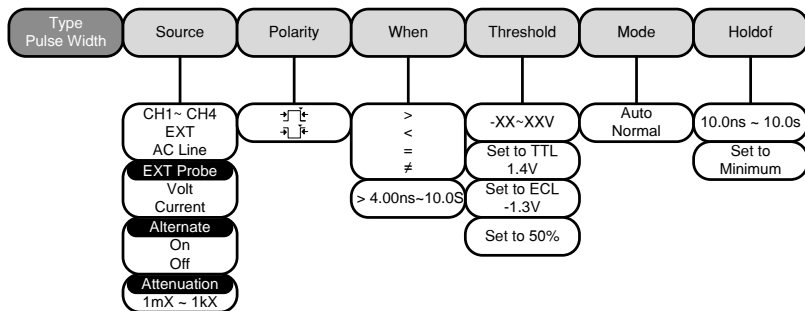 Type
Pulse Width
Source
Polarity
When
Threshold
Mode
Holdof
CH1~ CH4
EXT
AC Line
EXT Probe
Volt
Current
Alternate
On
Off
Attenuation
1mX ~ 1kX
>
<
=
≠
> 4.00ns~10.0S
-XX~XXV
Set to TTL
1.4V
Set to ECL
-1.3V
Set to 50%
Auto
Normal
10.0ns ~ 10.0s
Set to
Minimum